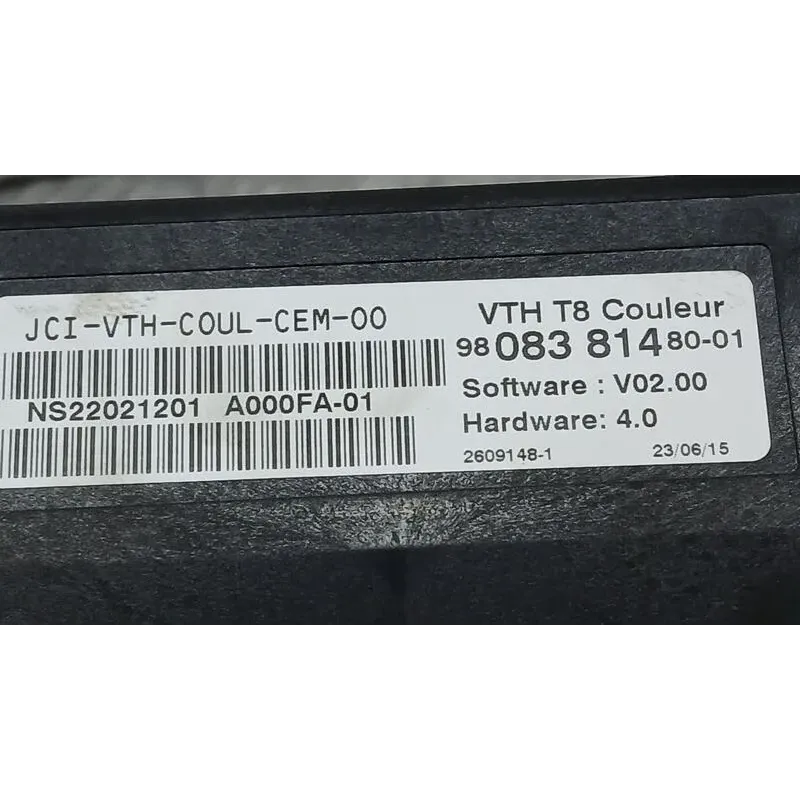 JCI-VTH-COUL-CEM-00
NS22021201 A000FA-01
VTH T8 Couleur
98 083 814 80-01
Software : V02.00
Hardware: 4.0
2609148-1 23/06/15